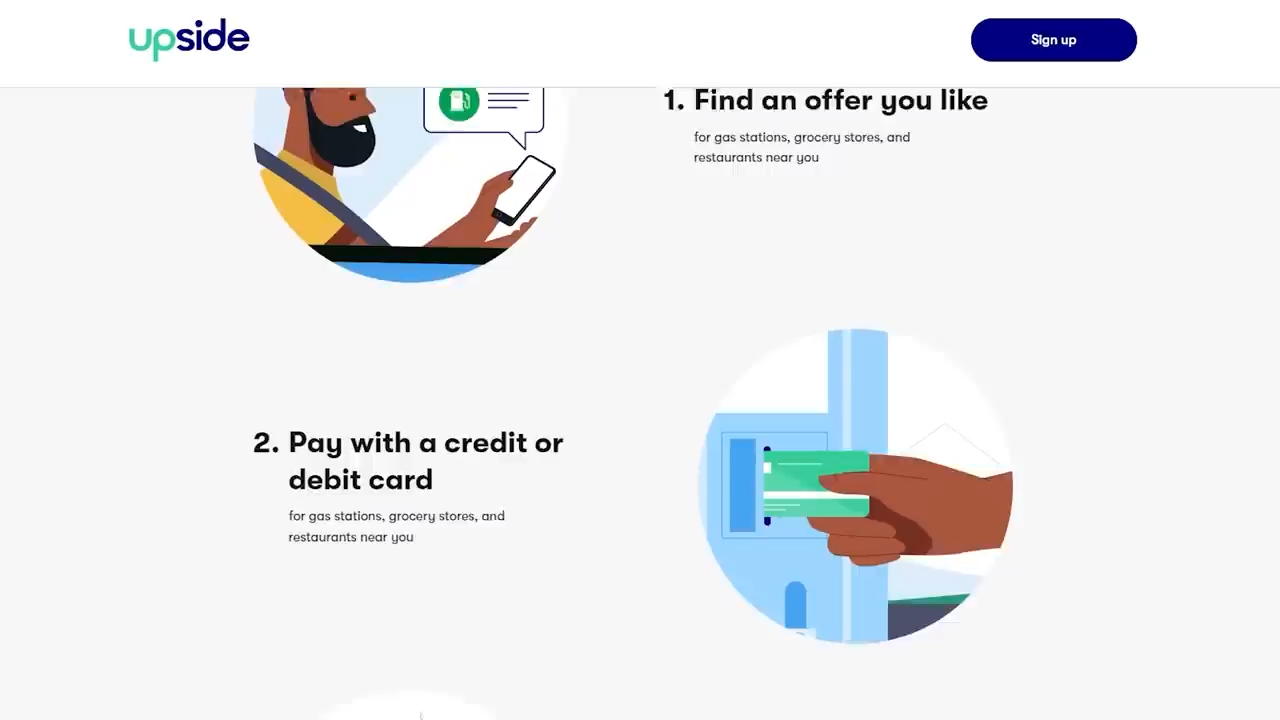 upside
Sign up
1. Find an offer you like
for gas stations, grocery stores, and
restaurants near you
2. Pay with a credit or
debit card
for gas stations, grocery stores, and
restaurants near you